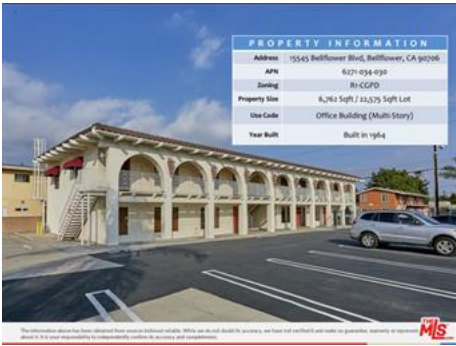 PROPERTY INFORMATION
Address 15545 Bellflower Blvd, Bellflower, CA 90706
APN 6271-034-030
Zoning R1-CGPD
Property Size 6,762 Sqft / 22,575 Sqft Lot
Use Code Office Building (Multi-Story)
Year Built Built in 1964
The information above has been obtained from sources believed reliable. While we do not doubt its accuracy, we have not verified it and make no guarantee, warranty or represent
about it. It is your responsibility to independently confirm its accuracy and completeness.
THE
MLS